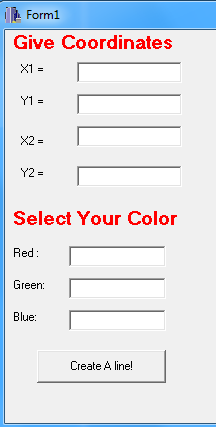 Form1
Give Coordinates
X1 =
Y1 =
X2 =
Y2 =
Select Your Color
Red :
Green:
Blue:
Create A line!